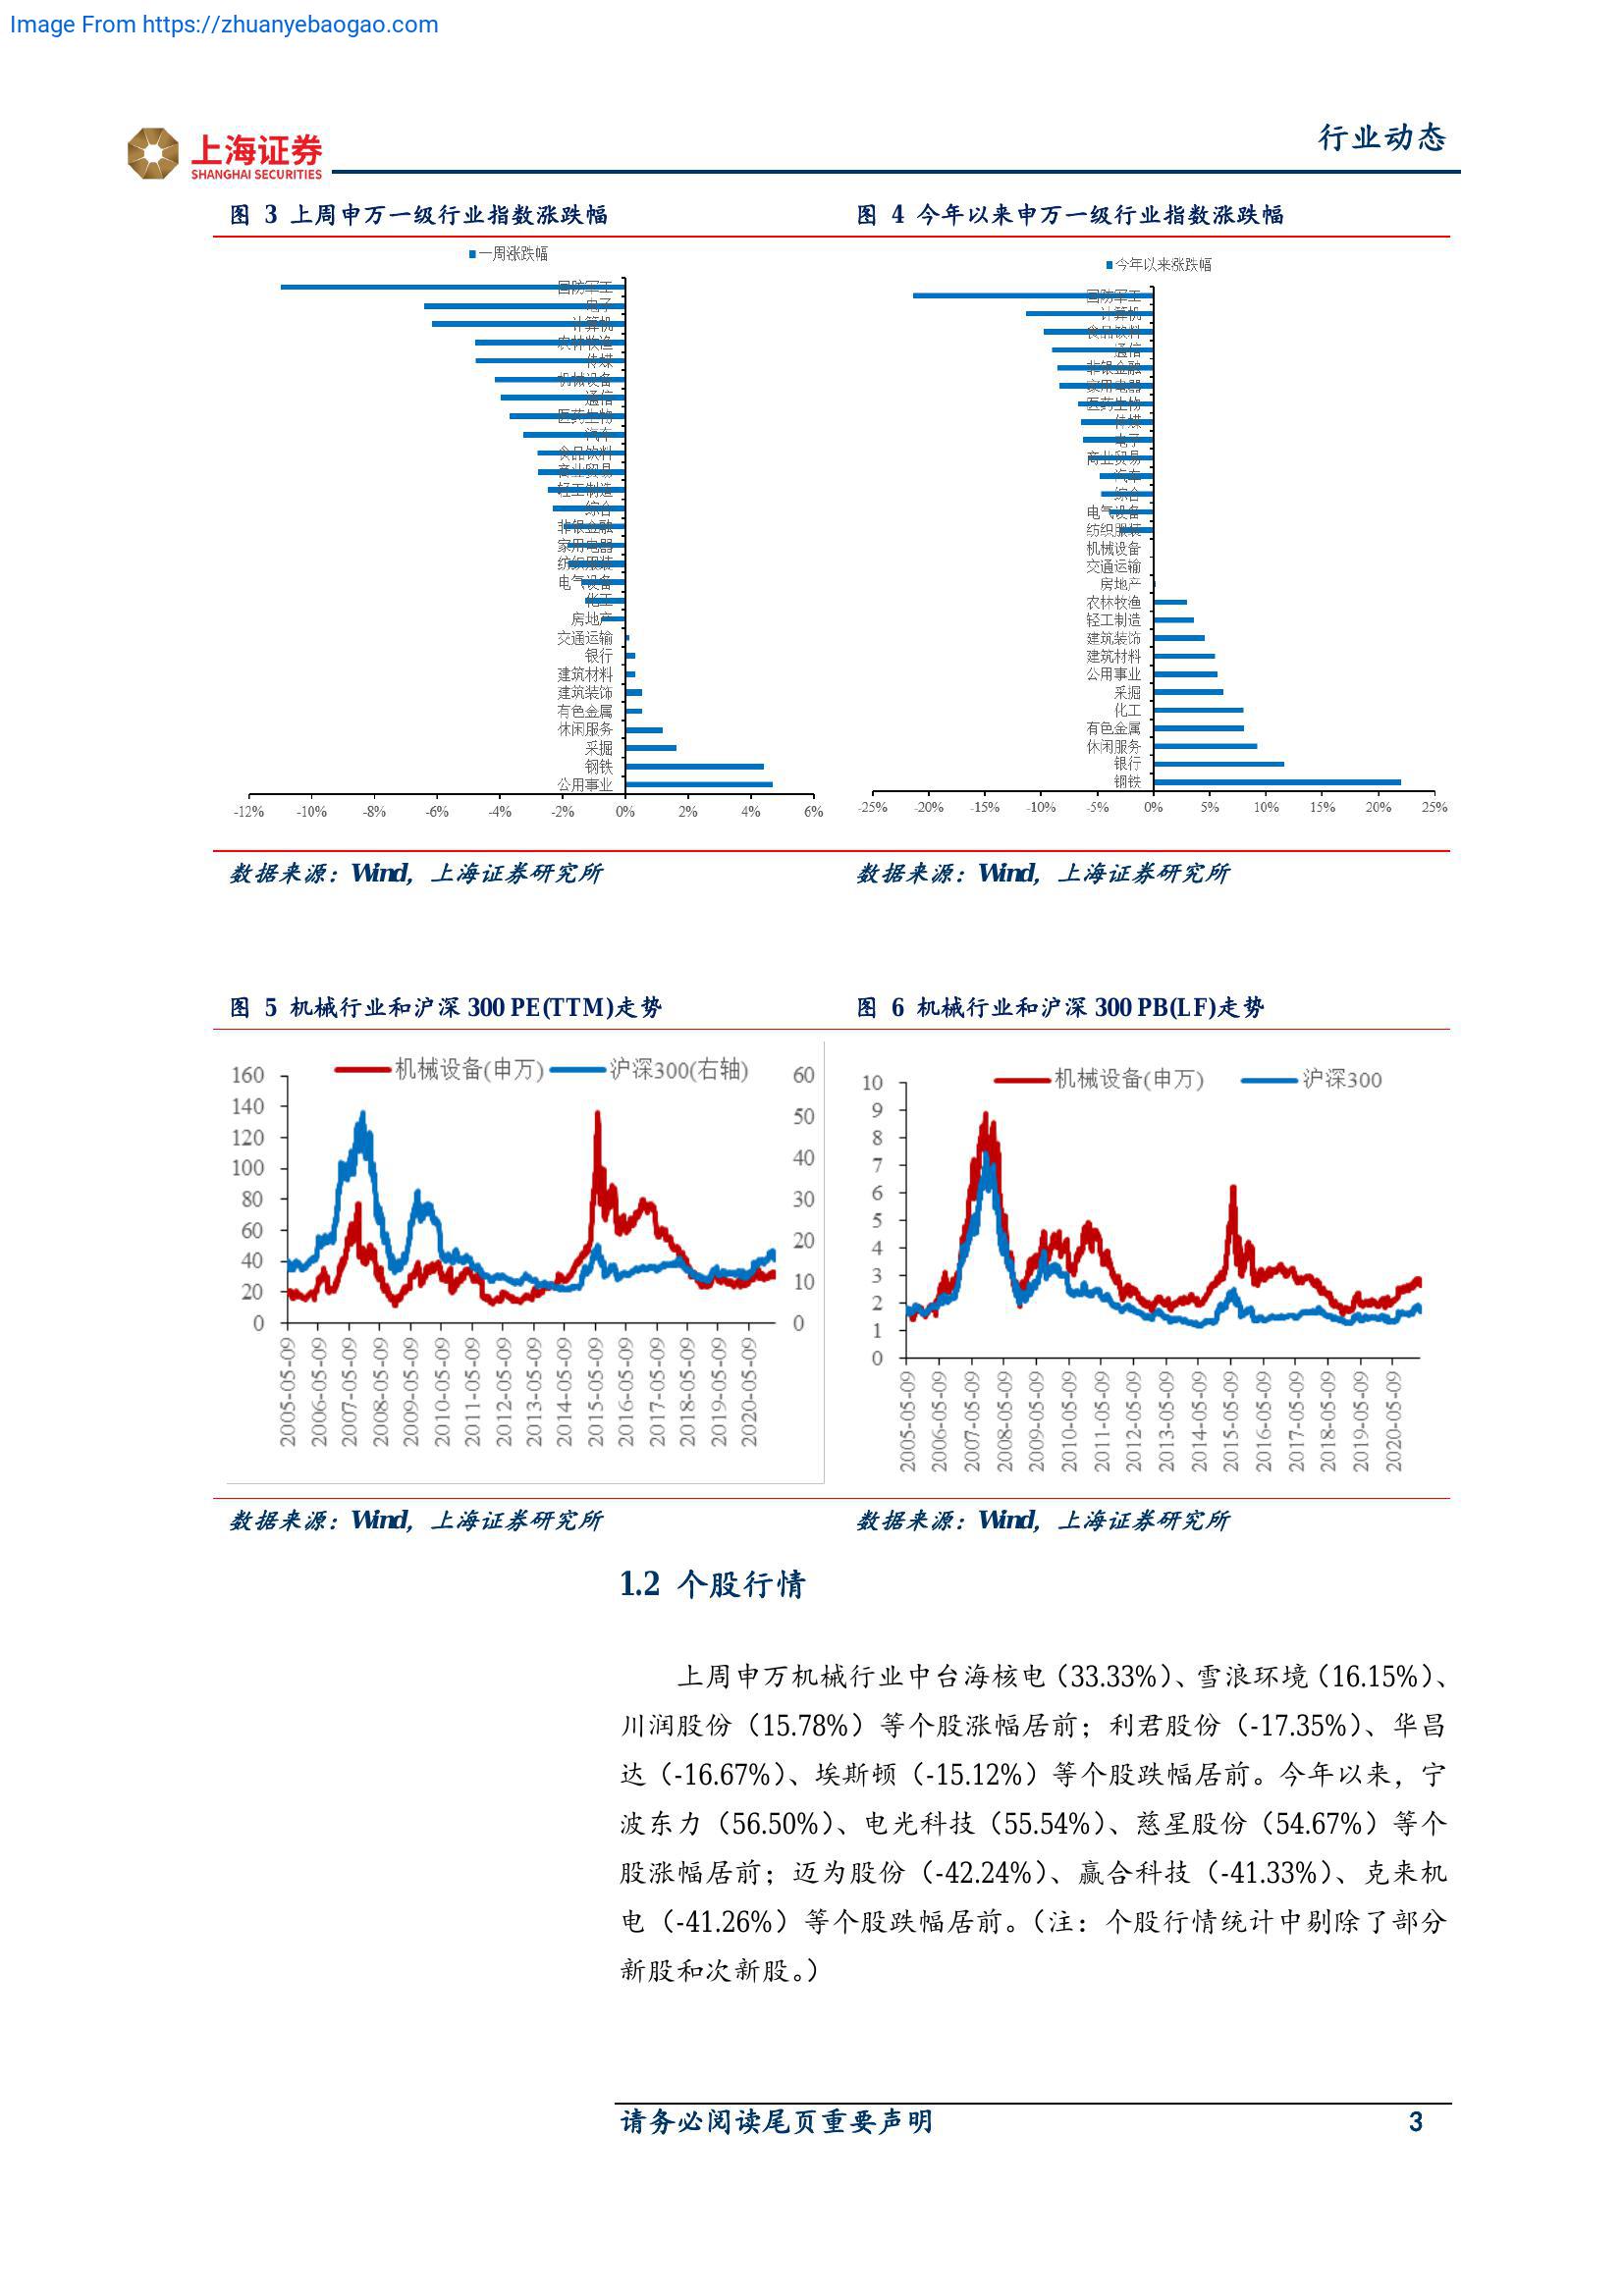 Image From https://zhuanyebaogao.com
上海证券
SHANGHAI SECURITIES
行业动态
图 3 上周申万一级行业指数涨跌幅
一周涨跌幅
国防军工
电子
计算机
农林牧渔
传媒
机械设备
通信
医药生物
汽车
食品饮料
商业贸易
轻工制造
综合
非银金融
家用电器
纺织服装
电气设备
化工
房地产
交通运输
银行
建筑材料
建筑装饰
有色金属
休闲服务
采掘
钢铁
公用事业
-12% -10% -8% -6% -4% -2% 0% 2% 4% 6%
数据来源：Wind，上海证券研究所
图 4 今年以来申万一级行业指数涨跌幅
今年以来涨跌幅
国防军工
计算机
食品饮料
通信
非银金融
家用电器
医药生物
传媒
电子
商业贸易
汽车
综合
电气设备
纺织服装
机械设备
交通运输
房地产
农林牧渔
轻工制造
建筑装饰
建筑材料
公用事业
采掘
化工
有色金属
休闲服务
银行
钢铁
-25% -20% -15% -10% -5% 0% 5% 10% 15% 20% 25%
数据来源：Wind，上海证券研究所
图 5 机械行业和沪深 300 PE(TTM)走势
机械设备(申万) 沪深300(右轴)
160
140
120
100
80
60
40
20
0
60
50
40
30
20
10
0
2005-05-09
2006-05-09
2007-05-09
2008-05-09
2009-05-09
2010-05-09
2011-05-09
2012-05-09
2013-05-09
2014-05-09
2015-05-09
2016-05-09
2017-05-09
2018-05-09
2019-05-09
2020-05-09
数据来源：Wind，上海证券研究所
图 6 机械行业和沪深 300 PB(LF)走势
机械设备(申万) 沪深300
10
9
8
7
6
5
4
3
2
1
0
2005-05-09
2006-05-09
2007-05-09
2008-05-09
2009-05-09
2010-05-09
2011-05-09
2012-05-09
2013-05-09
2014-05-09
2015-05-09
2016-05-09
2017-05-09
2018-05-09
2019-05-09
2020-05-09
数据来源：Wind，上海证券研究所
1.2 个股行情
上周申万机械行业中台海核电（33.33%）、雪浪环境（16.15%）、
川润股份（15.78%）等个股涨幅居前；利君股份（-17.35%）、华昌
达（-16.67%）、埃斯顿（-15.12%）等个股跌幅居前。今年以来，宁
波东力（56.50%）、电光科技（55.54%）、慈星股份（54.67%）等个
股涨幅居前；迈为股份（-42.24%）、赢合科技（-41.33%）、克来机
电（-41.26%）等个股跌幅居前。（注：个股行情统计中剔除了部分
新股和次新股。）
请务必阅读尾页重要声明
3